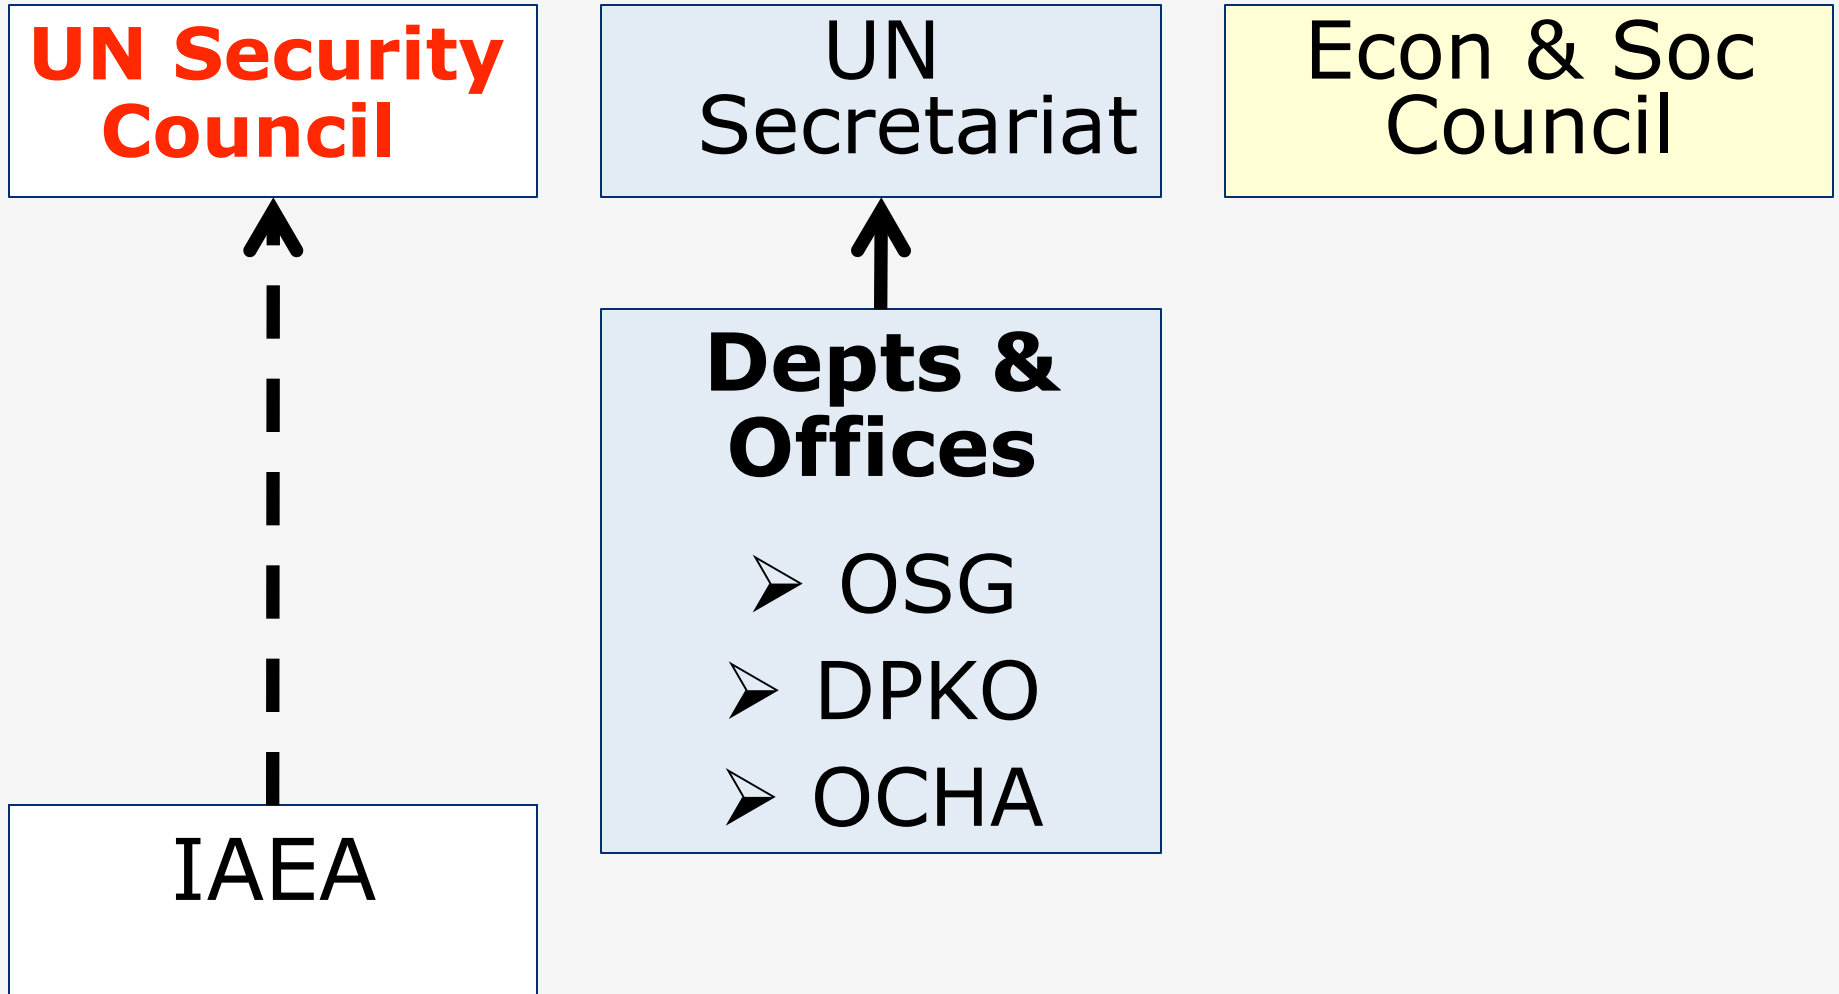 UN Security
Council
UN
Secretariat
Econ & Soc
Council
Depts &
Offices
➢ OSG
➢ DPKO
➢ OCHA
IAEA